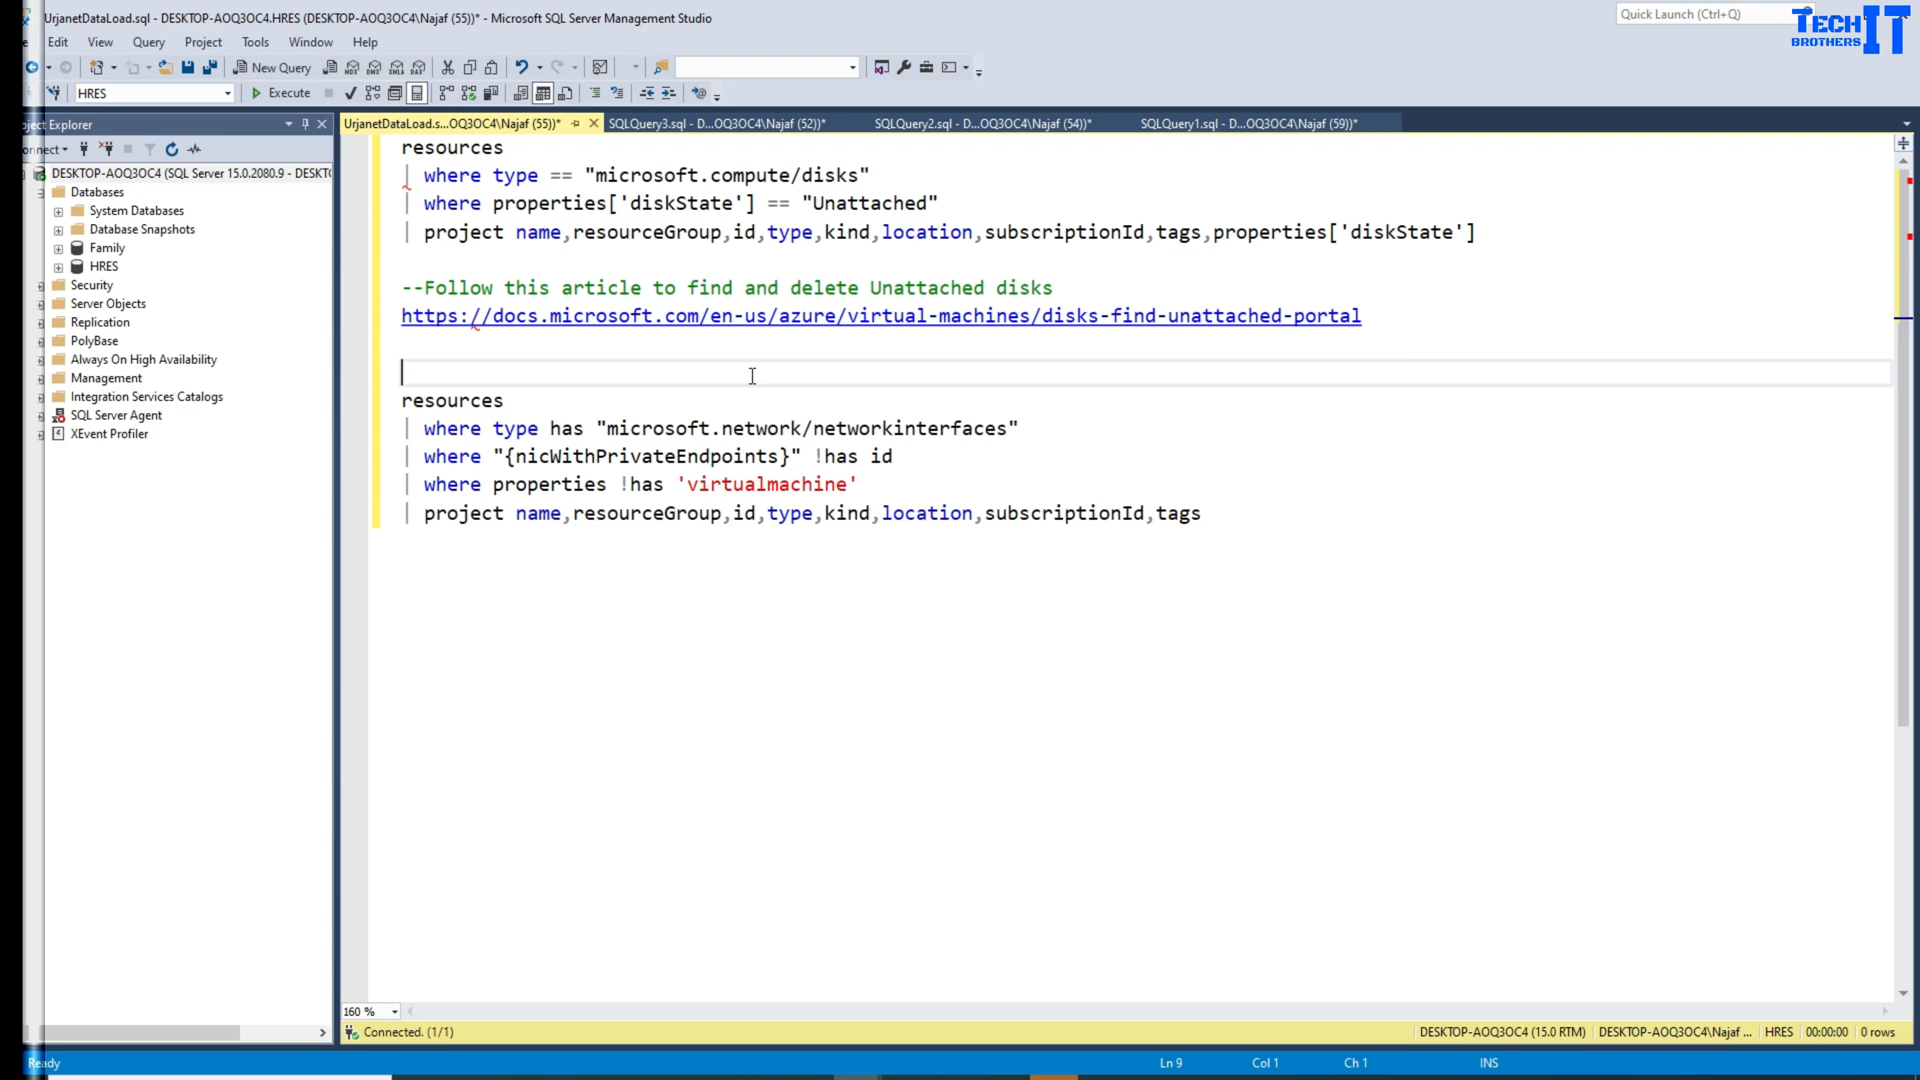 UrjanetDataLoad.sql - DESKTOP-AOQ3OC4.HRES (DESKTOP-AOQ3OC4\Najaf (55))* - Microsoft SQL Server Management Studio
Quick Launch (Ctrl+Q)
TECH IT
BROTHERS
Edit View Query Project Tools Window Help
New Query
HRES
Execute
ject Explorer
onnect
UrjanetDataLoad.s...OQ3OC4\Najaf (55))*
SQLQuery3.sql - D...OQ3OC4\Najaf (52))*
SQLQuery2.sql - D...OQ3OC4\Najaf (54))*
SQLQuery1.sql - D...OQ3OC4\Najaf (59))*
DESKTOP-AOQ3OC4 (SQL Server 15.0.2080.9 - DESKT
Databases
System Databases
Database Snapshots
Family
HRES
Security
Server Objects
Replication
PolyBase
Always On High Availability
Management
Integration Services Catalogs
SQL Server Agent
XEvent Profiler
resources
| where type == "microsoft.compute/disks"
| where properties['diskState'] == "Unattached"
| project name,resourceGroup,id,type,kind,location,subscriptionId,tags,properties['diskState']
--Follow this article to find and delete Unattached disks
https://docs.microsoft.com/en-us/azure/virtual-machines/disks-find-unattached-portal
resources
| where type has "microsoft.network/networkinterfaces"
| where "{nicWithPrivateEndpoints}" !has id
| where properties !has 'virtualmachine'
| project name,resourceGroup,id,type,kind,location,subscriptionId,tags
160 %
Connected. (1/1)
DESKTOP-AOQ3OC4 (15.0 RTM) DESKTOP-AOQ3OC4\Najaf ... HRES 00:00:00 0 rows
Ready
Ln 9 Col 1 Ch 1 INS